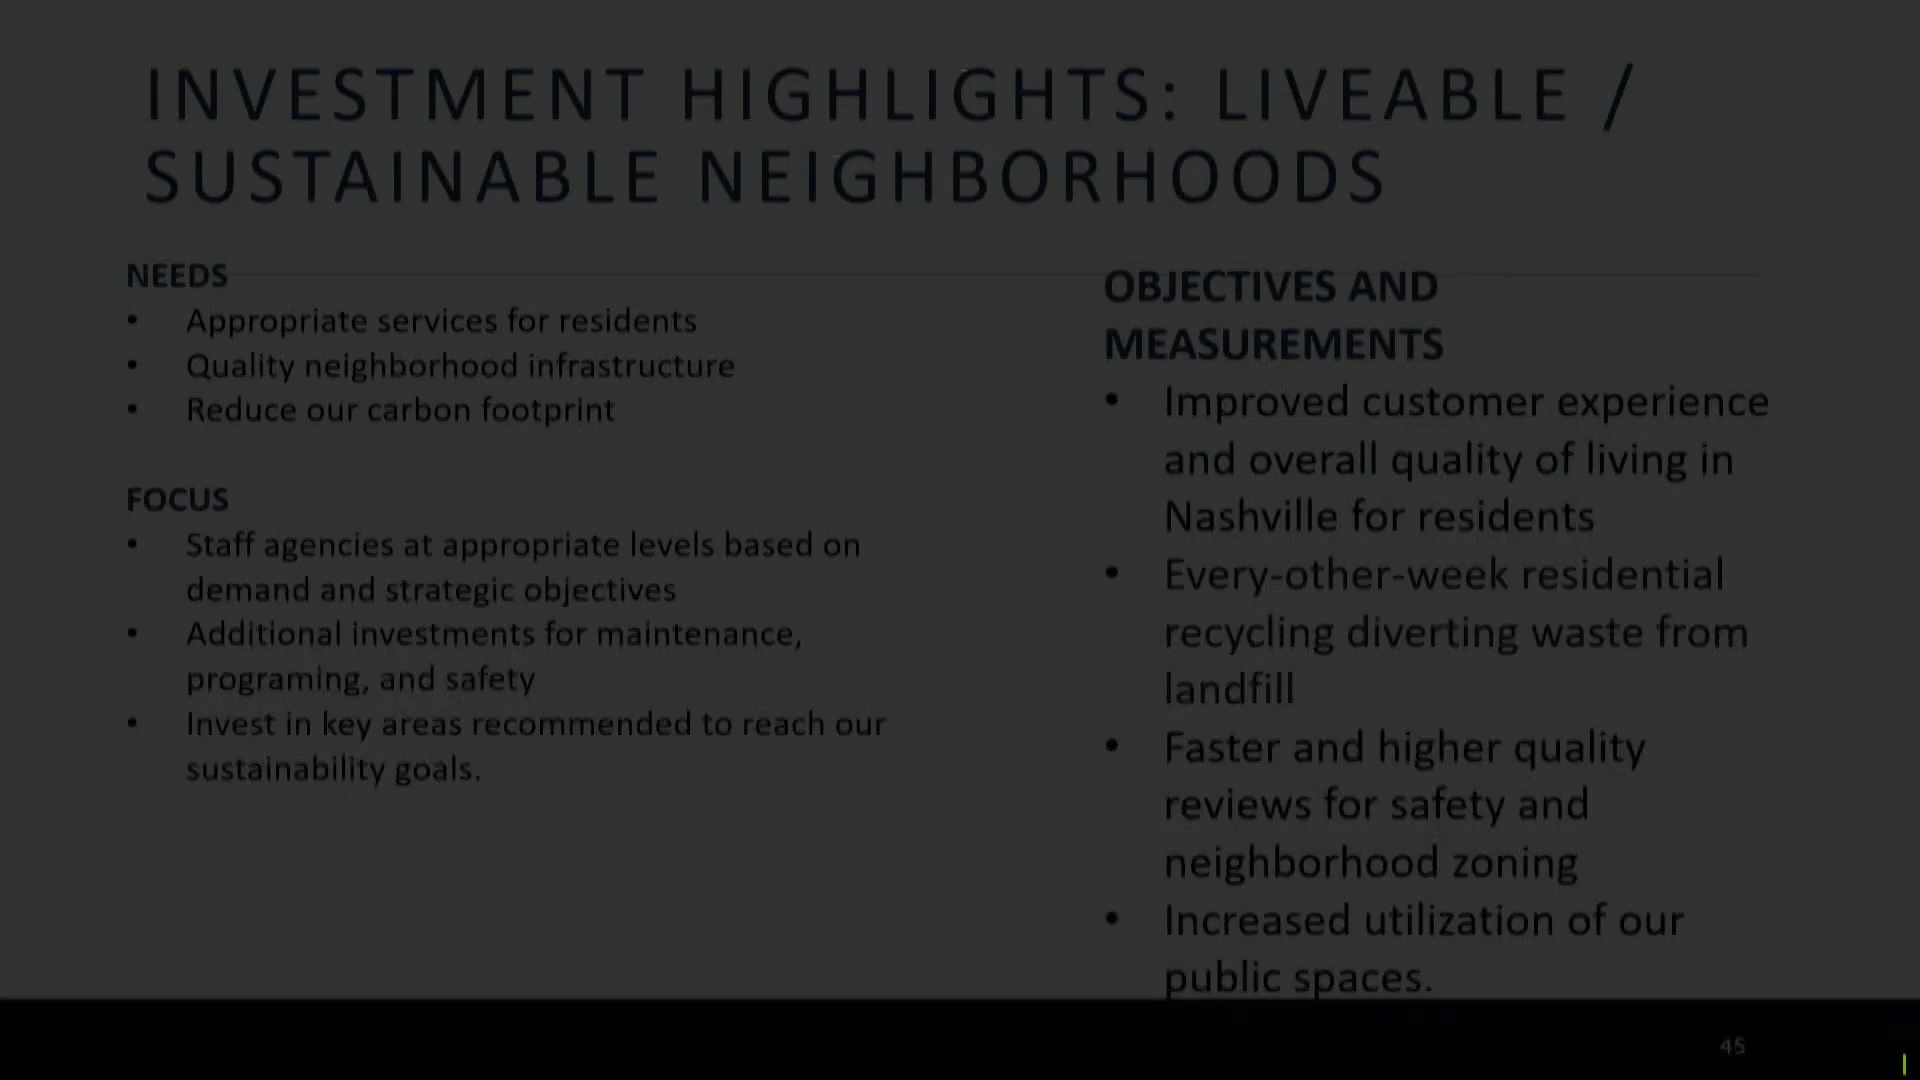 INVESTMENT HIGHLIGHTS: LIVEABLE /
SUSTAINABLE NEIGHBORHOODS
NEEDS
• Appropriate services for residents
• Quality neighborhood infrastructure
• Reduce our carbon footprint
FOCUS
• Staff agencies at appropriate levels based on
demand and strategic objectives
• Additional investments for maintenance,
programing, and safety
• Invest in key areas recommended to reach our
sustainability goals.
OBJECTIVES AND
MEASUREMENTS
• Improved customer experience
and overall quality of living in
Nashville for residents
• Every-other-week residential
recycling diverting waste from
landfill
• Faster and higher quality
reviews for safety and
neighborhood zoning
• Increased utilization of our
public spaces.
45